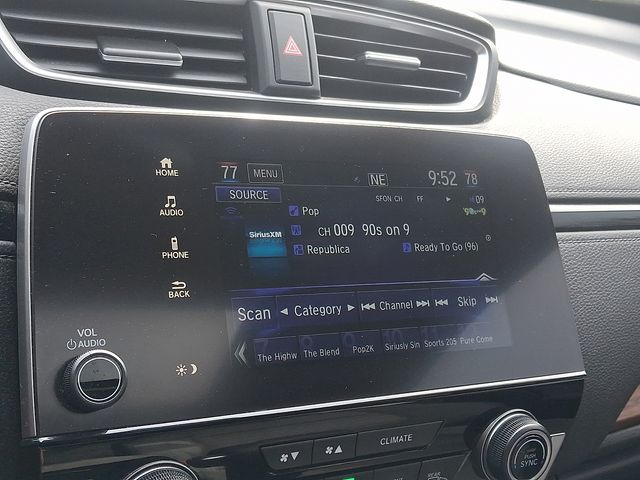 HOME
AUDIO
PHONE
BACK
VOL
AUDIO
77 MENU NE 9:52 78
SOURCE SFON CH FF 09
Pop
SiriusXM CH 009 90s on 9
Republica Ready To Go (96)
Scan Category Channel Skip
The Highw The Blend Pop2K Siriusly Sin Sports 205 Pure Come
CLIMATE
PUSH
SYNC
REAR